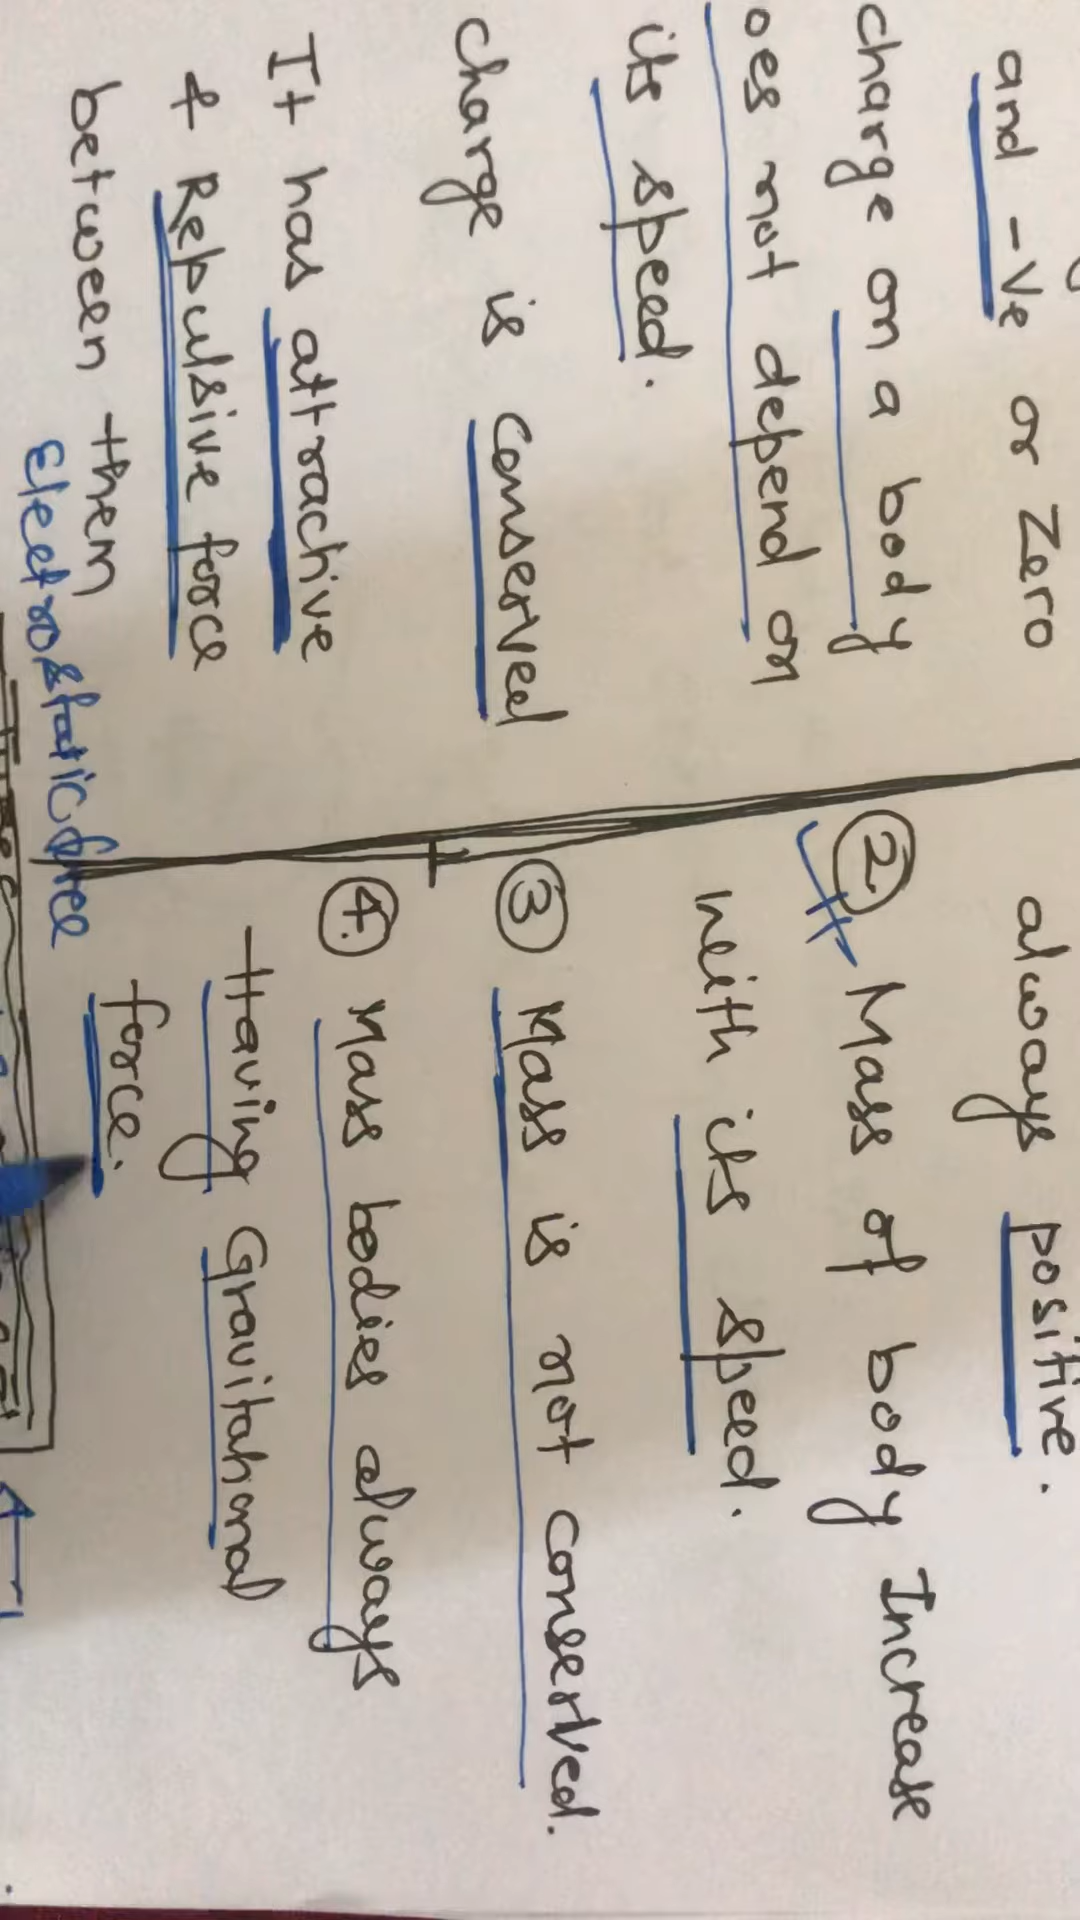 and -ve or Zero
charge on a body
oes not depend on
its speed.
charge is conserved
It has attractive
& Repulsive force
between them
Electrostatic force
always positive.
② Mass of body Increase
with its speed.
③ Mass is not conserved.
④. Mass bodies always
Having Gravitational
force.